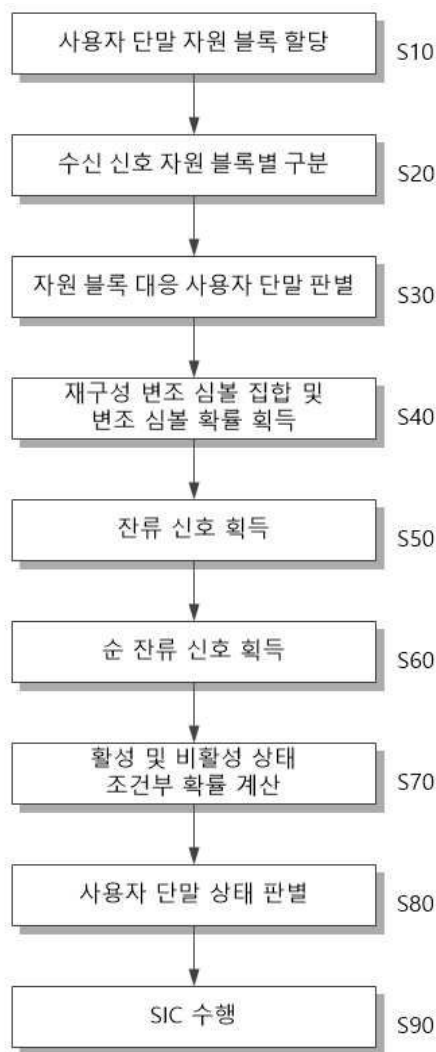 사용자 단말 자원 블록 할당
S10
수신 신호 자원 블록별 구분
S20
자원 블록 대응 사용자 단말 판별
S30
재구성 변조 심볼 집합 및
변조 심볼 확률 획득
S40
잔류 신호 획득
S50
순 잔류 신호 획득
S60
활성 및 비활성 상태
조건부 확률 계산
S70
사용자 단말 상태 판별
S80
SIC 수행
S90